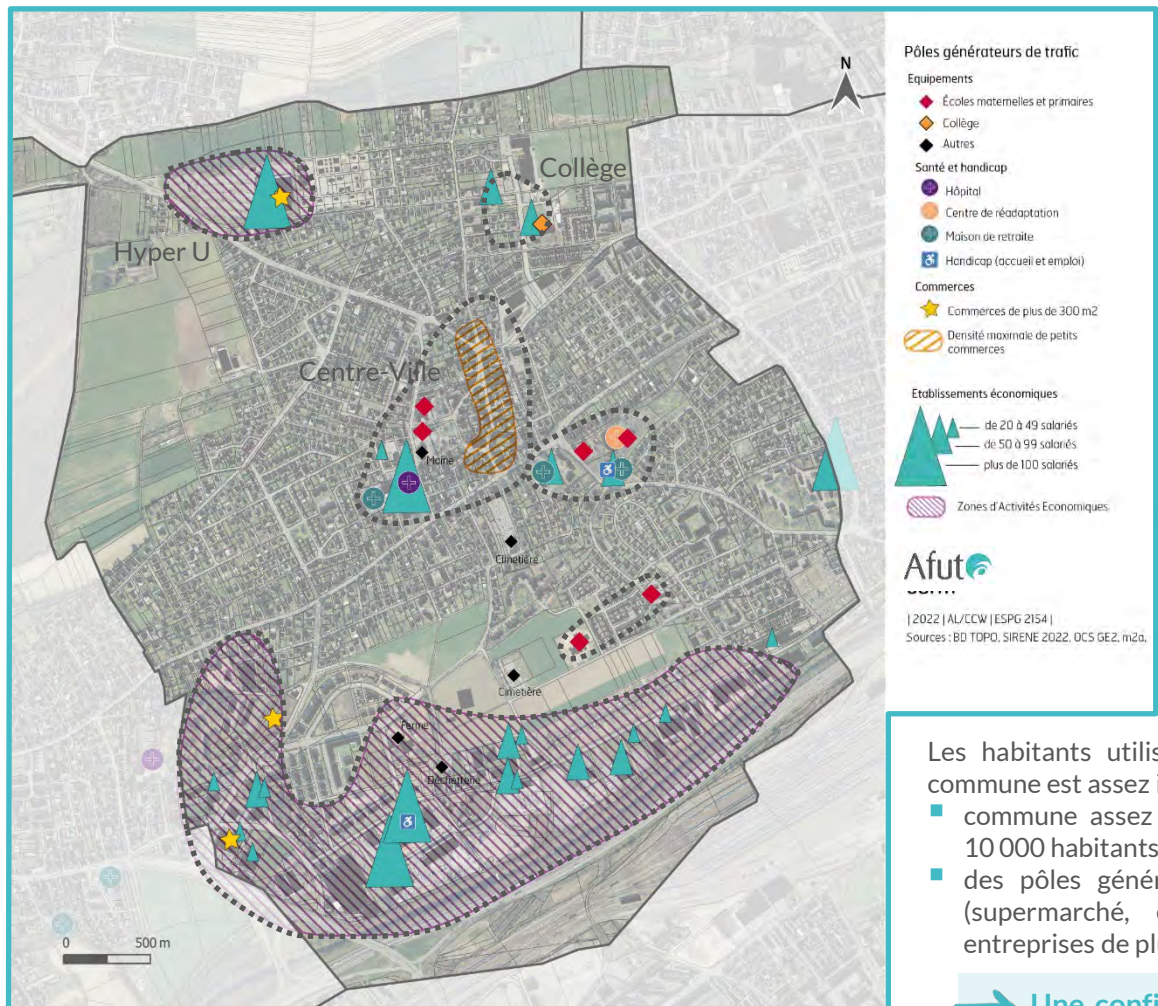 N
Collège
Hyper U
Centre-Ville
Mairie
Cimetière
Cimetière
Ferme
Déchetterie
0 500 m
Pôles générateurs de trafic
Equipements
Écoles maternelles et primaires
Collège
Autres
Santé et handicap
Hôpital
Centre de réadaptation
Maison de retraite
Handicap (accueil et emploi)
Commerces
Commerces de plus de 300 m2
Densité maximale de petits
commerces
Etablissements économiques
de 20 à 49 salariés
de 50 à 99 salariés
plus de 100 salariés
Zones d'Activités Economiques
Afut
| 2022 | AL/CCW | ESPG 2154 |
Sources : BD TOPO, SIRENE 2022, OCS GE2, m2a,
Les habitants utilis
commune est assez
commune assez
10 000 habitants
des pôles génér
(supermarché,
entreprises de pl
Une confi